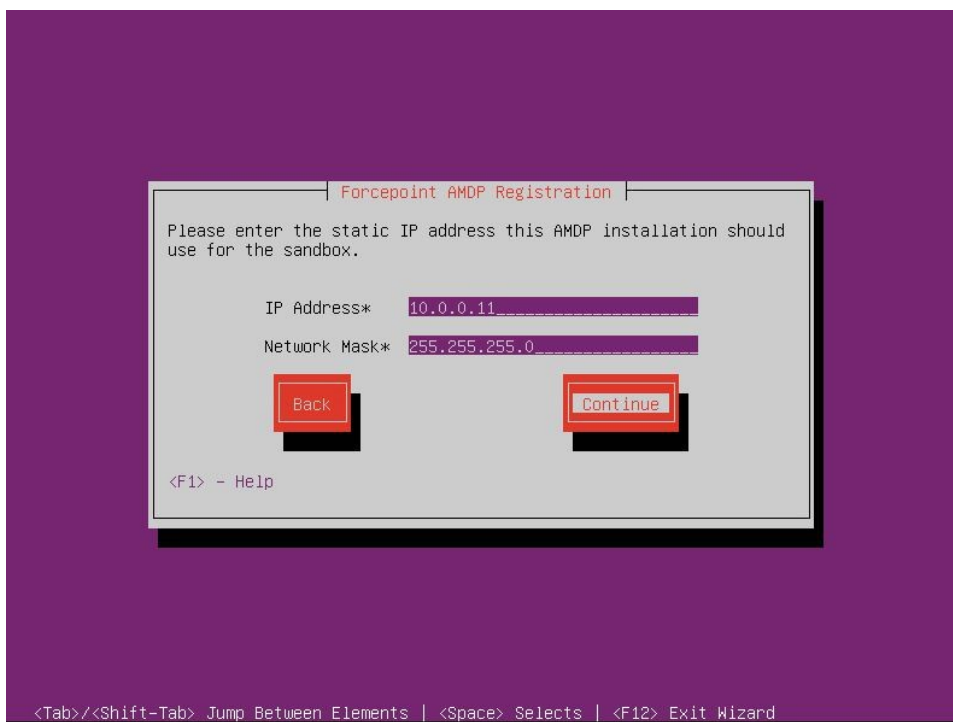 Forcepoint AMDP Registration
Please enter the static IP address this AMDP installation should
use for the sandbox.
IP Address* 10.0.0.11_____________________
Network Mask* 255.255.255.0_________________
Back Continue
<F1> - Help
<Tab>/<Shift-Tab> Jump Between Elements | <Space> Selects | <F12> Exit Wizard